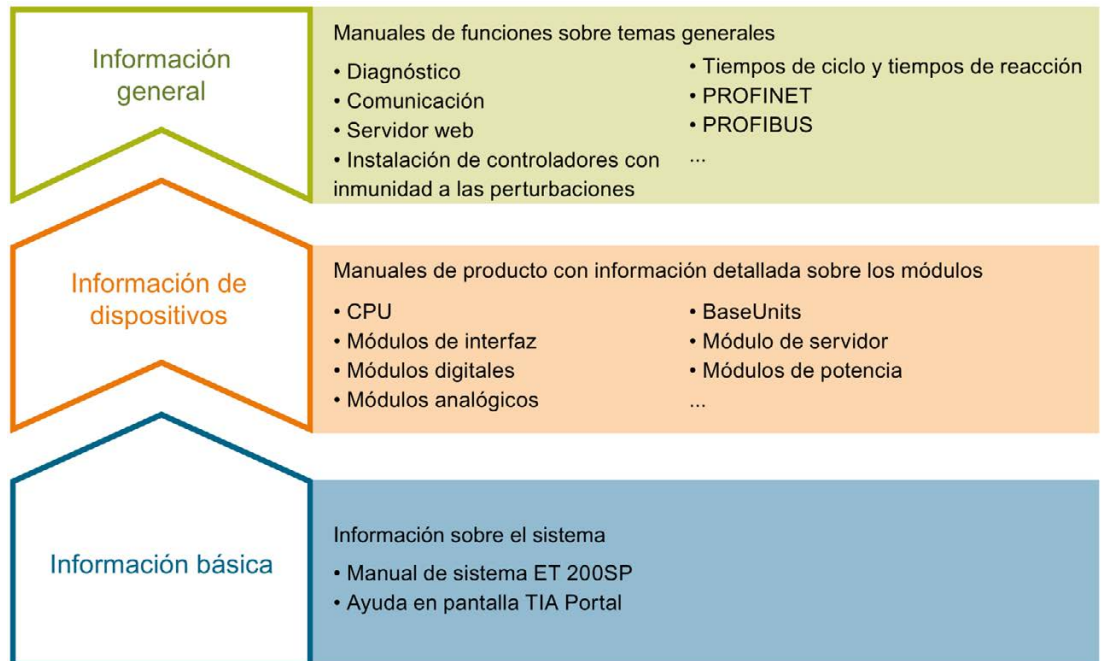 Información
general
Manuales de funciones sobre temas generales
• Diagnóstico
• Comunicación
• Servidor web
• Instalación de controladores con
inmunidad a las perturbaciones
• Tiempos de ciclo y tiempos de reacción
• PROFINET
• PROFIBUS
...
Información de
dispositivos
Manuales de producto con información detallada sobre los módulos
• CPU
• Módulos de interfaz
• Módulos digitales
• Módulos analógicos
• BaseUnits
• Módulo de servidor
• Módulos de potencia
...
Información básica
Información sobre el sistema
• Manual de sistema ET 200SP
• Ayuda en pantalla TIA Portal